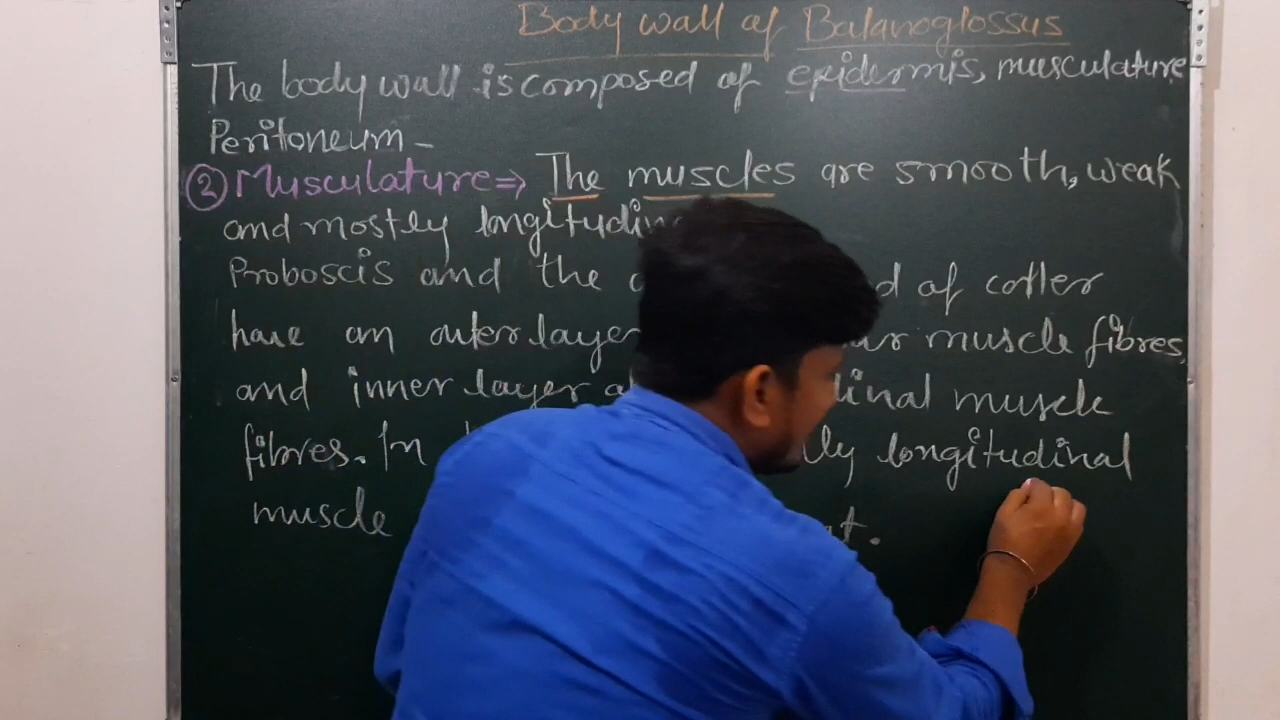 Body wall of Balanoglossus
The body wall is composed of epidermis, musculature
Peritoneum -
② Musculature ⇒ The muscles are smooth, weak
and mostly longitudin
Proboscis and the d of coller
have an outer layer muscle fibres,
and inner layer dinal muscle
fibres. In ly longitudinal
muscle